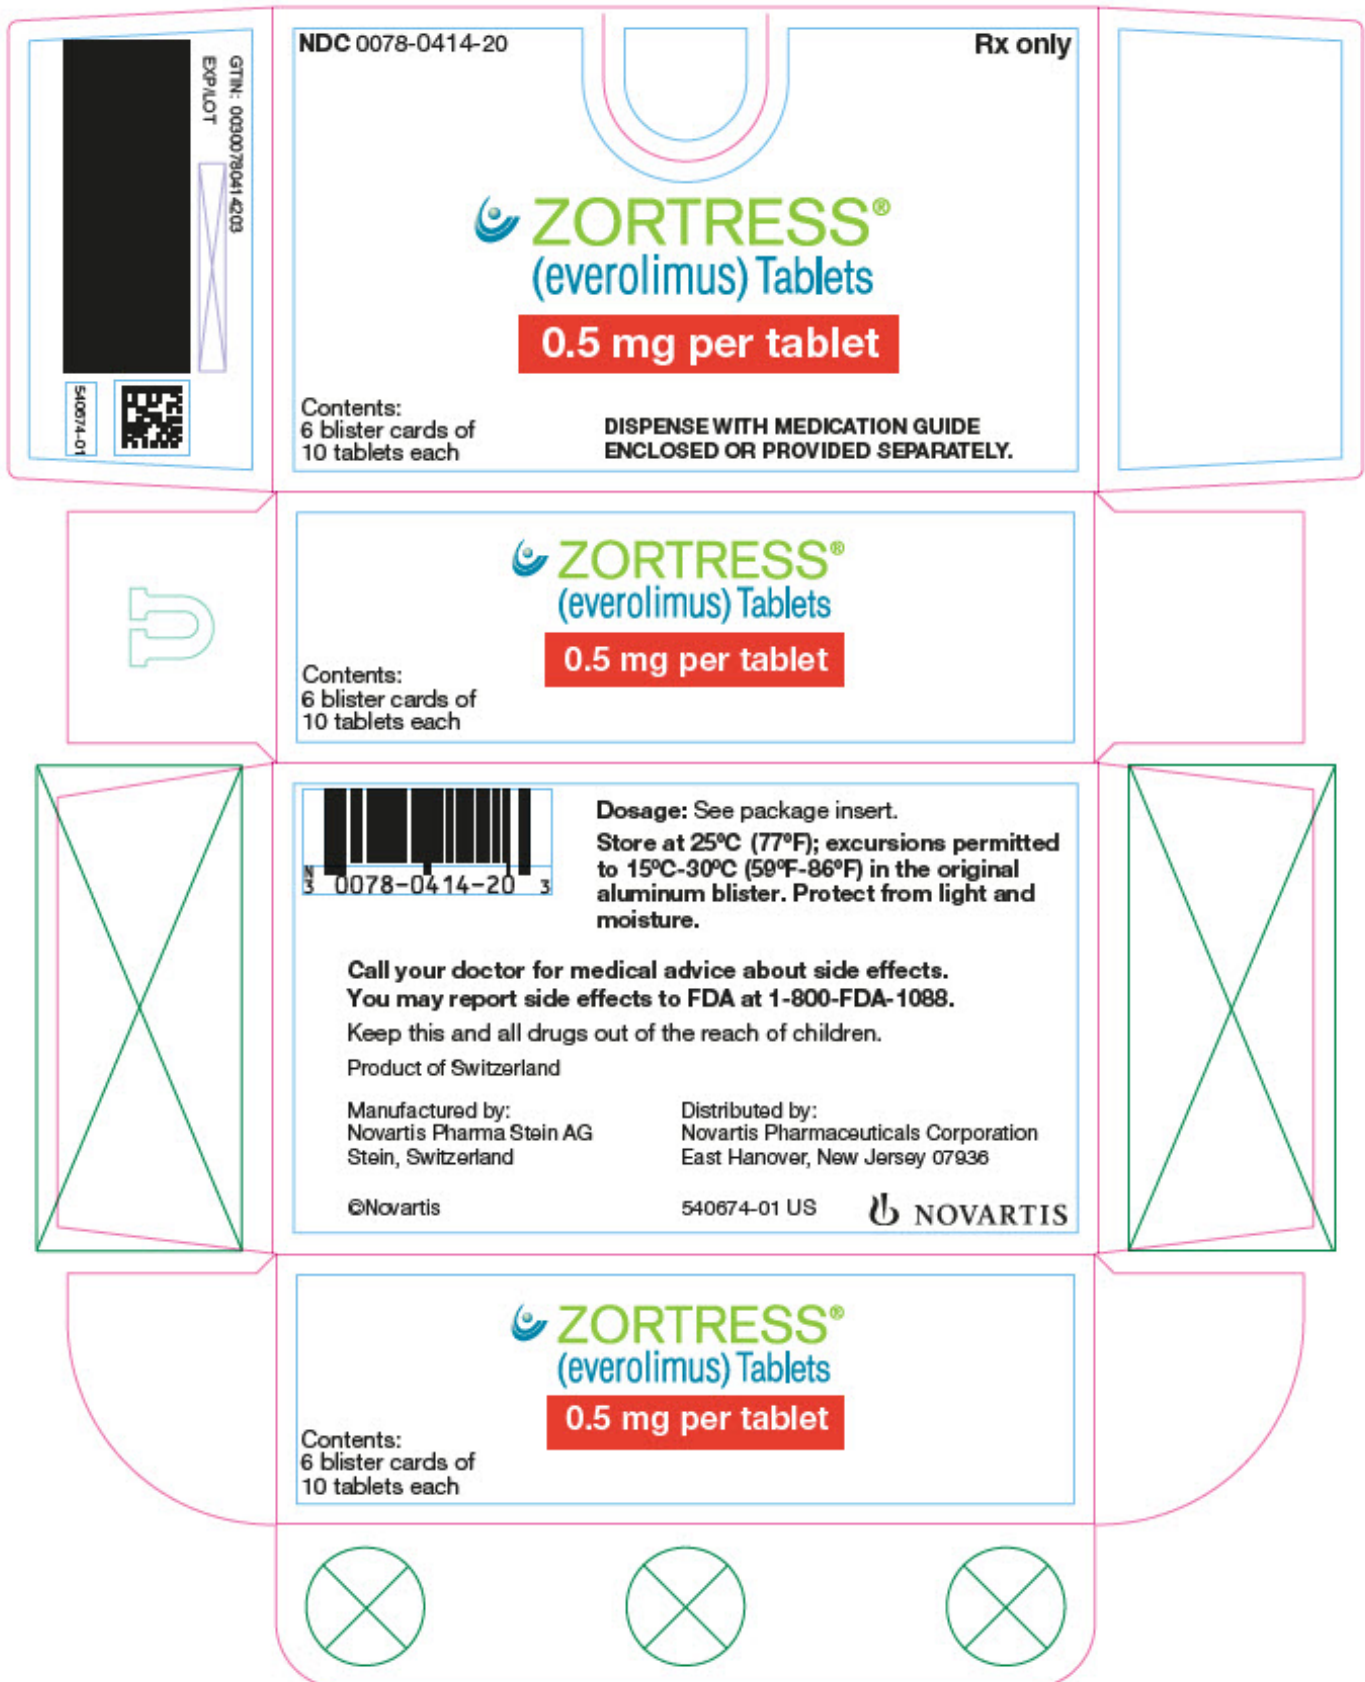 GTIN: 00300780414203
EXP/LOT
540674-01
NDC 0078-0414-20
Rx only
ZORTRESS®
(everolimus) Tablets
0.5 mg per tablet
Contents:
6 blister cards of
10 tablets each
DISPENSE WITH MEDICATION GUIDE
ENCLOSED OR PROVIDED SEPARATELY.
ZORTRESS®
(everolimus) Tablets
0.5 mg per tablet
Contents:
6 blister cards of
10 tablets each
U
N
3 0078-0414-20 3
Dosage: See package insert.
Store at 25ºC (77ºF); excursions permitted
to 15ºC-30ºC (59ºF-86ºF) in the original
aluminum blister. Protect from light and
moisture.
Call your doctor for medical advice about side effects.
You may report side effects to FDA at 1-800-FDA-1088.
Keep this and all drugs out of the reach of children.
Product of Switzerland
Manufactured by:
Novartis Pharma Stein AG
Stein, Switzerland
Distributed by:
Novartis Pharmaceuticals Corporation
East Hanover, New Jersey 07936
©Novartis
540674-01 US
NOVARTIS
ZORTRESS®
(everolimus) Tablets
0.5 mg per tablet
Contents:
6 blister cards of
10 tablets each